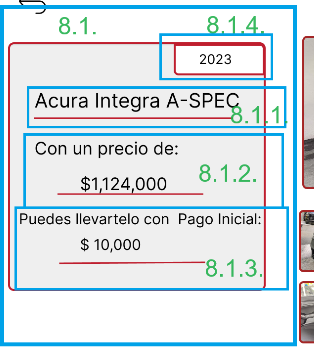 8.1.
8.1.4.
2023
Acura Integra A-SPEC
8.1.1.
Con un precio de:
$1,124,000
8.1.2.
Puedes llevartelo con Pago Inicial:
$ 10,000
8.1.3.